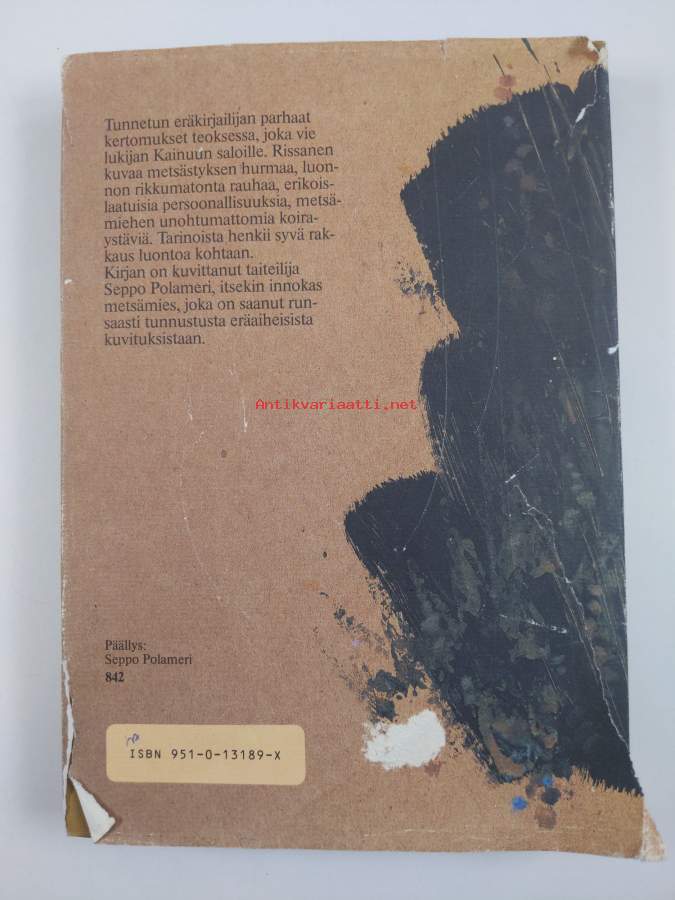 Tunnetun eräkirjailijan parhaat
kertomukset teoksessa, joka vie
lukijan Kainuun saloille. Rissanen
kuvaa metsästyksen hurmaa, luon-
non rikkumatonta rauhaa, erikois-
laatuisia persoonallisuuksia, metsä-
miehen unohtumattomia koira-
ystäviä. Tarinoista henkii syvä rak-
kaus luontoa kohtaan.
Kirjan on kuvittanut taiteilija
Seppo Polameri, itsekin innokas
metsämies, joka on saanut run-
saasti tunnustusta eräaiheisista
kuvituksistaan.
Antikvariaatti.net
Päällys:
Seppo Polameri
842
ISBN 951-0-13189-X